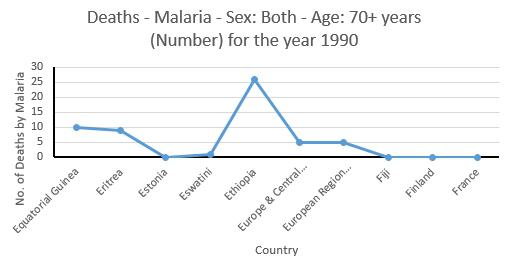 Deaths - Malaria - Sex: Both - Age: 70+ years
(Number) for the year 1990
No. of Deaths by Malaria
30
25
20
15
10
5
0
Equatorial Guinea
Eritrea
Estonia
Eswatini
Ethiopia
Europe & Central...
European Region...
Fiji
Finland
France
Country